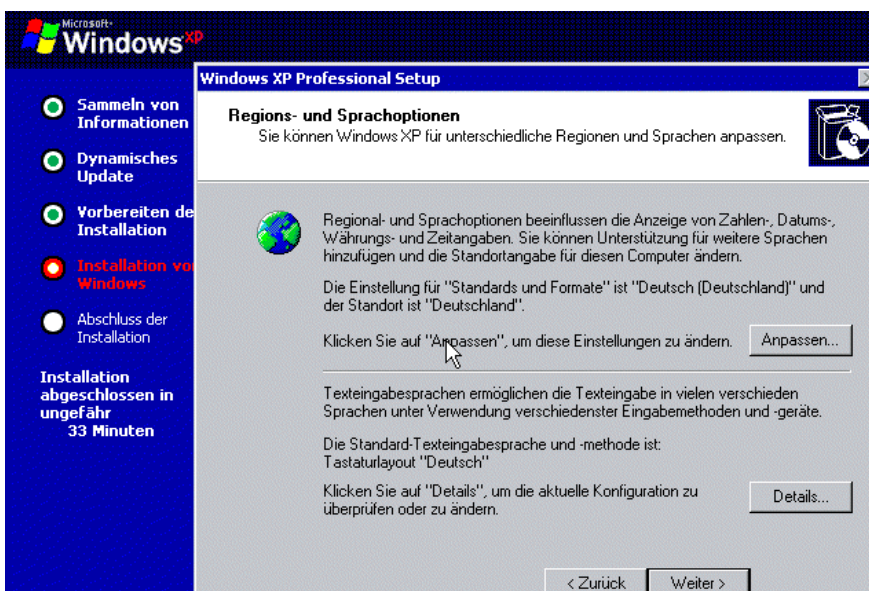 Microsoft
Windows xp
Sammeln von
Informationen
Dynamisches
Update
Vorbereiten de
Installation
Installation vo
Windows
Abschluss der
Installation
Installation
abgeschlossen in
ungefähr
33 Minuten
Windows XP Professional Setup
Regions- und Sprachoptionen
Sie können Windows XP für unterschiedliche Regionen und Sprachen anpassen.
Regional- und Sprachoptionen beeinflussen die Anzeige von Zahlen-, Datums-,
Währungs- und Zeitangaben. Sie können Unterstützung für weitere Sprachen
hinzufügen und die Standortangabe für diesen Computer ändern.
Die Einstellung für "Standards und Formate" ist "Deutsch (Deutschland)" und
der Standort ist "Deutschland".
Klicken Sie auf "Anpassen", um diese Einstellungen zu ändern.
Anpassen...
Texteingabesprachen ermöglichen die Texteingabe in vielen verschieden
Sprachen unter Verwendung verschiedenster Eingabemethoden und -geräte.
Die Standard-Texteingabesprache und -methode ist:
Tastaturlayout "Deutsch"
Klicken Sie auf "Details", um die aktuelle Konfiguration zu
überprüfen oder zu ändern.
Details...
< Zurück
Weiter >